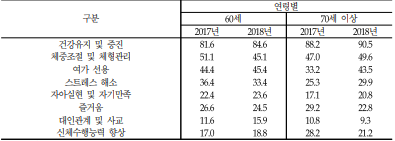 구분 연령별
60세 70세 이상
2017년 2018년 2017년 2018년
건강유지 및 증진 81.6 84.6 88.2 90.5
체중조절 및 체형관리 51.1 45.1 47.0 49.6
여가 선용 44.4 45.4 33.2 43.5
스트레스 해소 36.4 33.4 25.3 29.9
자아실현 및 자기만족 22.4 23.6 17.1 20.8
즐거움 26.6 24.5 29.2 22.8
대인관계 및 사교 11.6 15.9 10.8 9.3
신체수행능력 향상 17.0 18.8 28.2 21.2